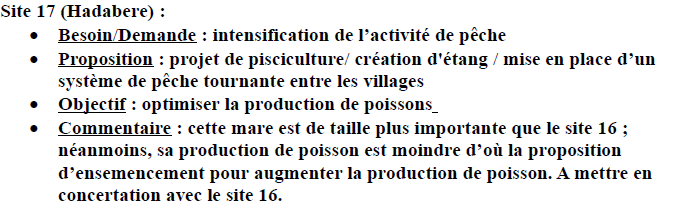 Site 17 (Hadabere) :
• Besoin/Demande : intensification de l’activité de pêche
• Proposition : projet de pisciculture/ création d'étang / mise en place d’un
système de pêche tournante entre les villages
• Objectif : optimiser la production de poissons
• Commentaire : cette mare est de taille plus importante que le site 16 ;
néanmoins, sa production de poisson est moindre d’où la proposition
d’ensemencement pour augmenter la production de poisson. A mettre en
concertation avec le site 16.